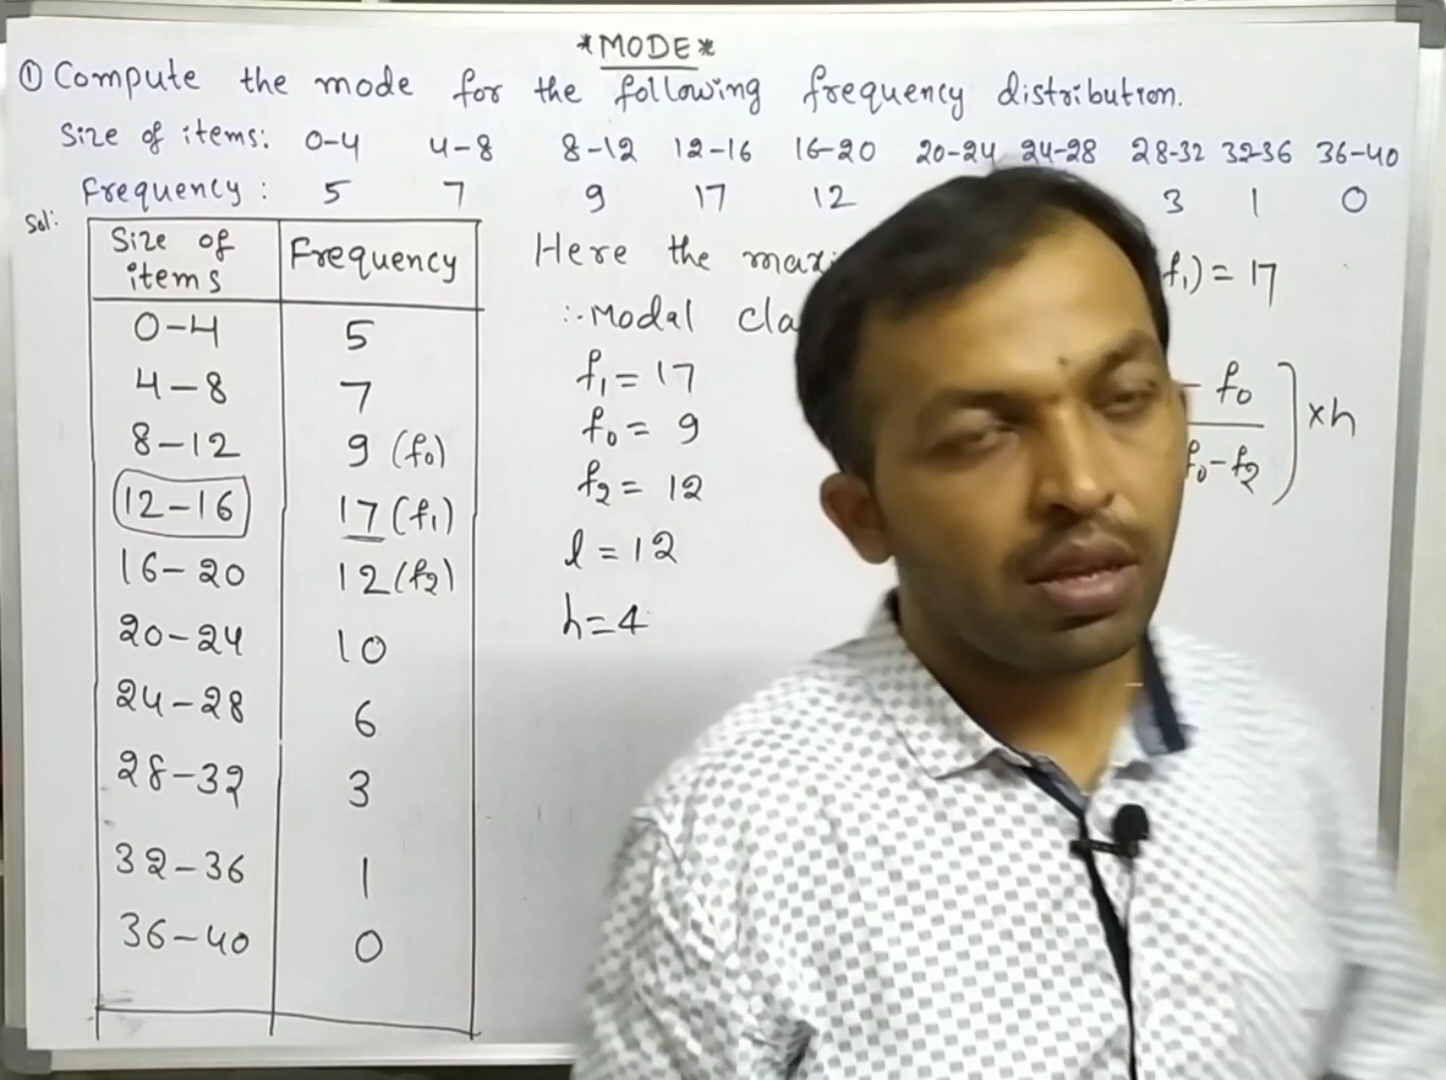 *MODE*
① Compute the mode for the following frequency distribution.
Size of items: 0-4 4-8 8-12 12-16 16-20 20-24 24-28 28-32 32-36 36-40
Frequency: 5 7 9 17 12 3 1 0
Sol:
Size of items Frequency
0-4 5
4-8 7
8-12 9 (f₀)
12-16 17 (f₁)
16-20 12 (f₂)
20-24 10
24-28 6
28-32 3
32-36 1
36-40 0
Here the f₁) = 17
∴ Modal
f₁ = 17
f₀ = 9
f₂ = 12
l = 12
h = 4
- f₀
f₀ - f₂
) × h